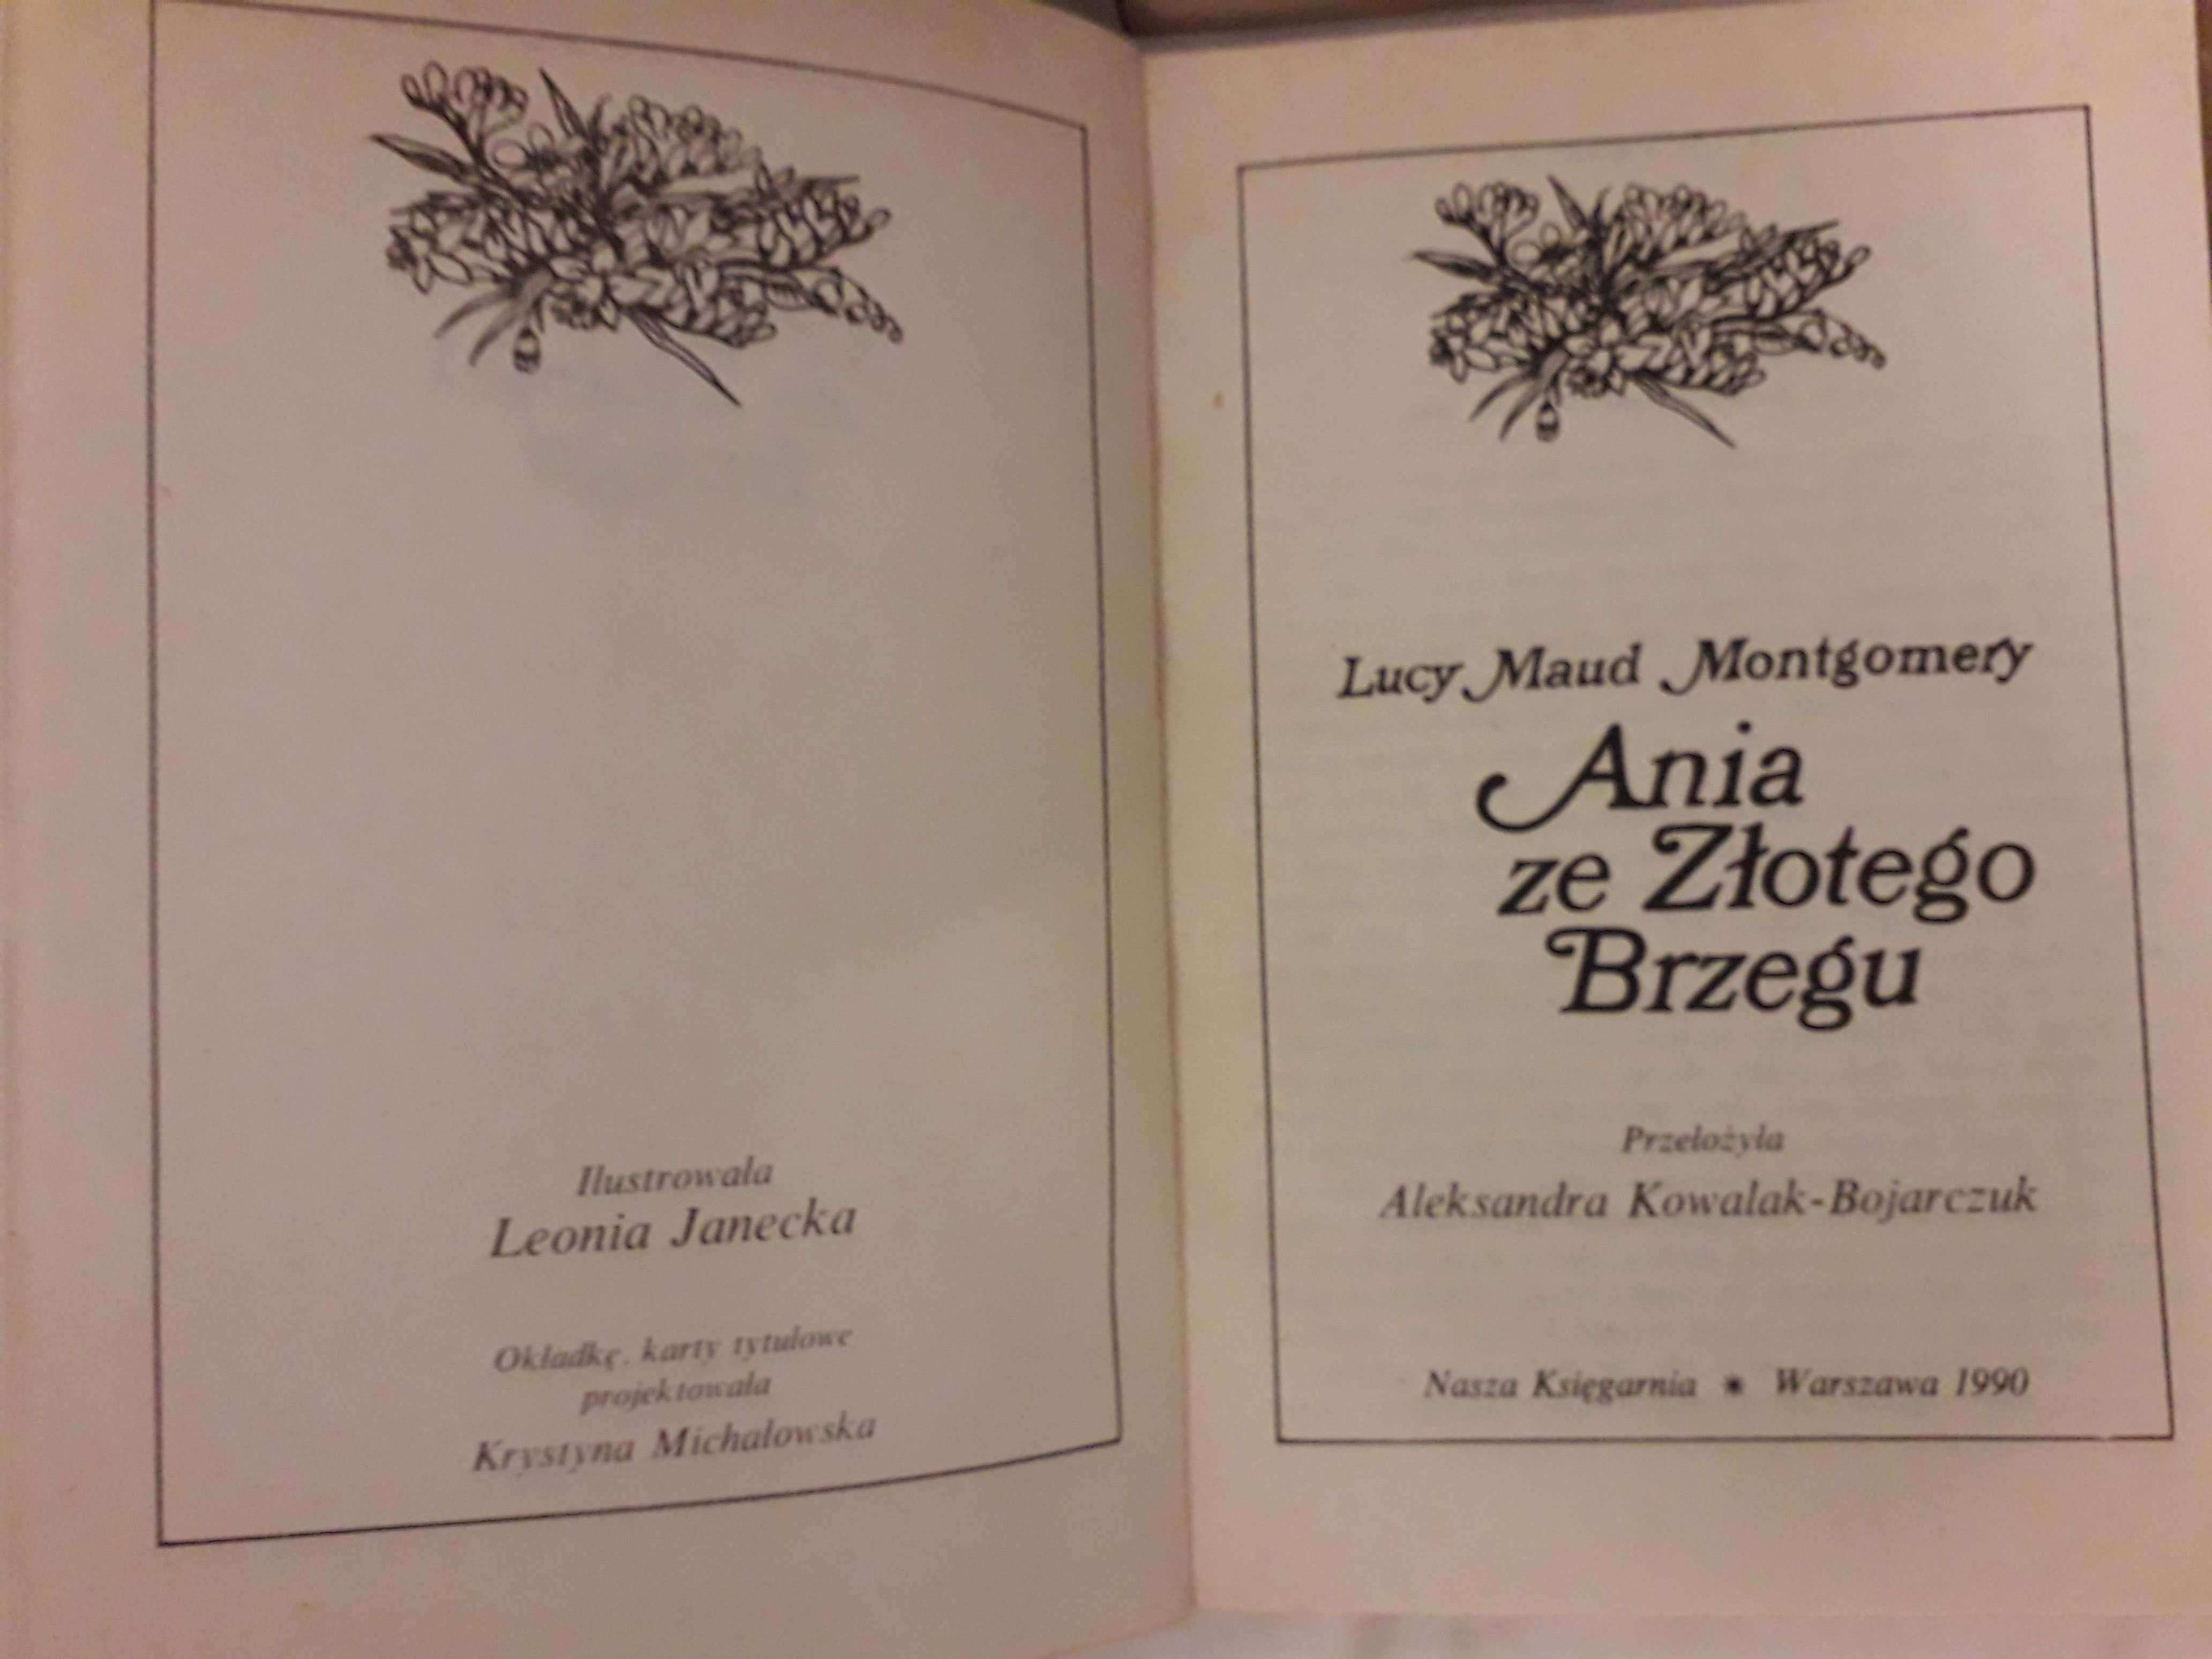 Ilustrowała
Leonia Janecka
Okładkę, karty tytułowe
projektowała
Krystyna Michałowska
Lucy Maud Montgomery
Ania
ze Złotego
Brzegu
Przełożyła
Aleksandra Kowalak-Bojarczuk
Nasza Księgarnia * Warszawa 1990